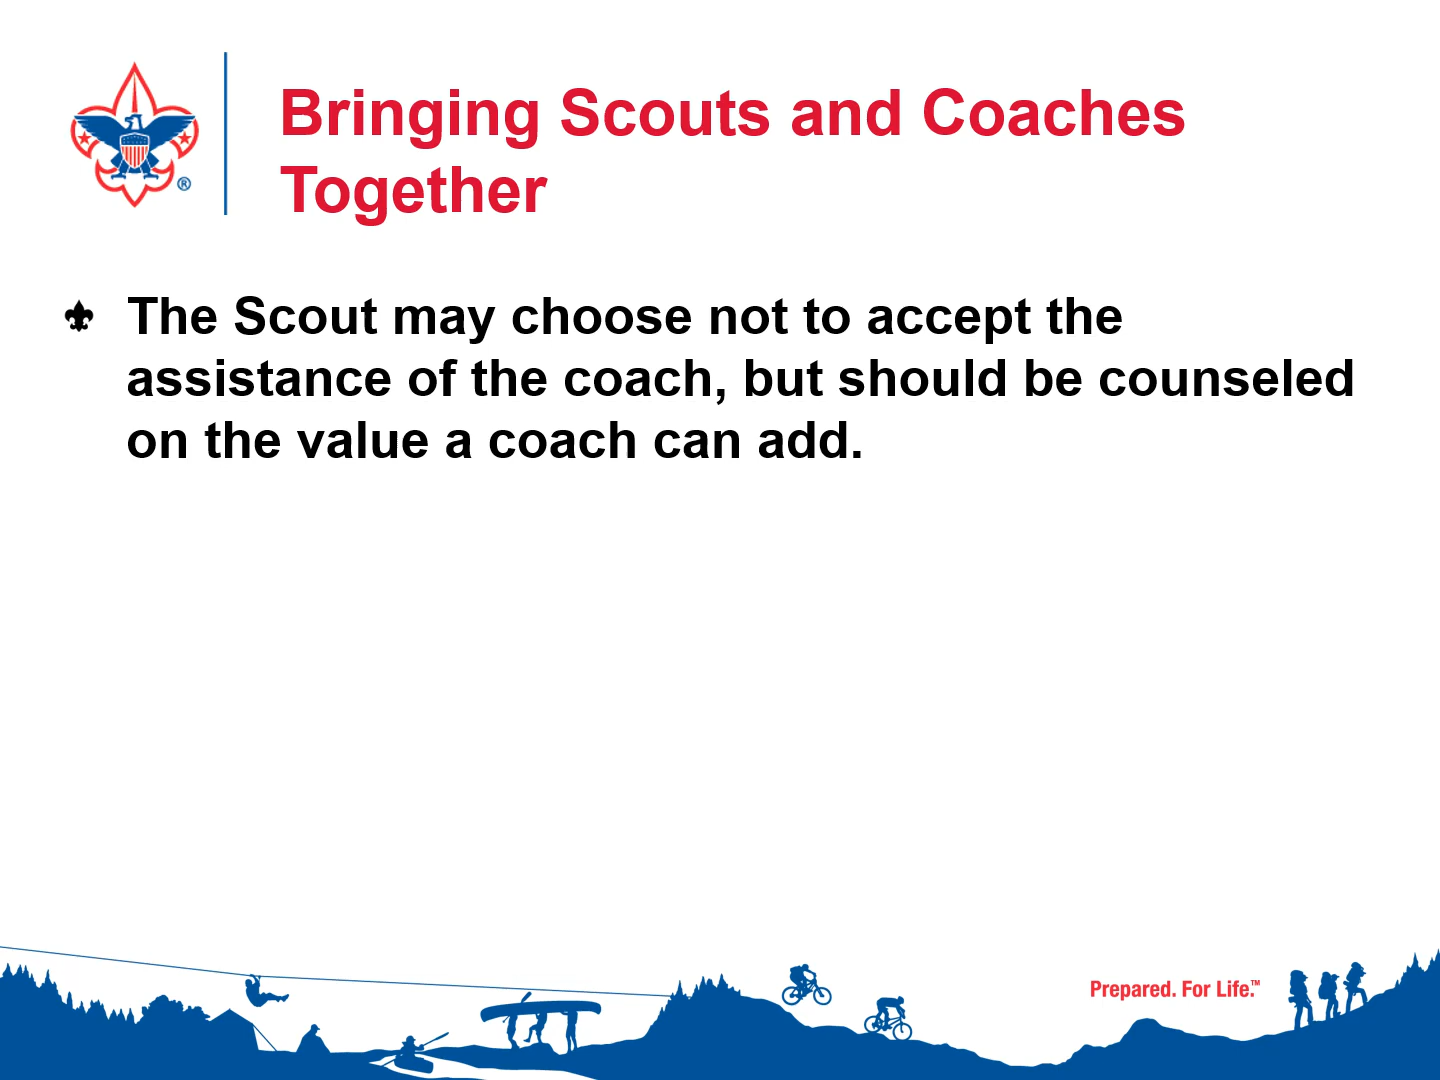 Bringing Scouts and Coaches
Together
The Scout may choose not to accept the
assistance of the coach, but should be counseled
on the value a coach can add.
Prepared. For Life.™
®